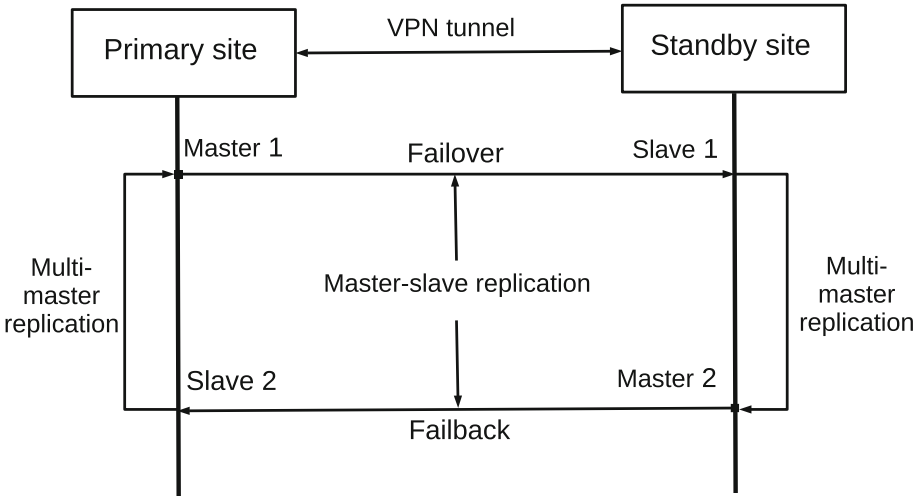 VPN tunnel
Primary site
Standby site
Master 1
Failover
Slave 1
Multi-
master
replication
Master-slave replication
Multi-
master
replication
Slave 2
Master 2
Failback